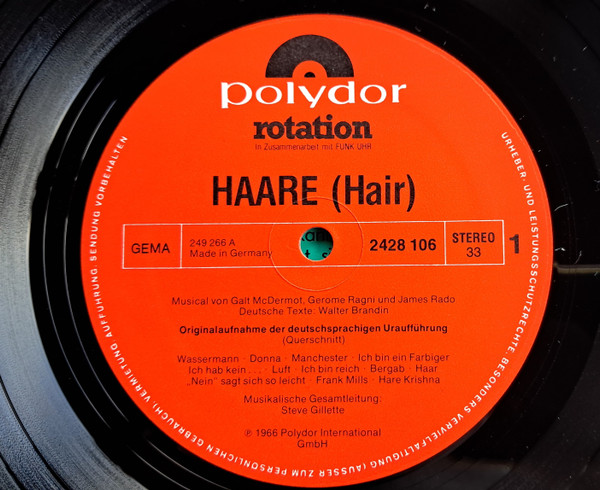 polydor
rotation
In Zusammenarbeit mit FUNK UHR
HAARE (Hair)
GEMA
249 266 A
Made in Germany
2428 106
STEREO
33
1
Musical von Galt McDermot, Gerome Ragni und James Rado
Deutsche Texte: Walter Brandin
Originalaufnahme der deutschsprachigen Uraufführung
(Querschnitt)
Wassermann · Donna · Manchester · Ich bin ein Farbiger
Ich hab kein . . . · Luft · Ich bin reich · Bergab · Haar
„Nein" sagt sich so leicht · Frank Mills · Hare Krishna
Musikalische Gesamtleitung:
Steve Gillette
℗ 1966 Polydor International
GmbH
URHEBER- UND LEISTUNGSSCHUTZRECHTE, BESONDERS VERVIELFÄLTIGUNG (AUSSER ZUM PERSÖNLICHEN GEBRAUCH), VERMIETUNG, AUFFÜHRUNG, SENDUNG VORBEHALTEN